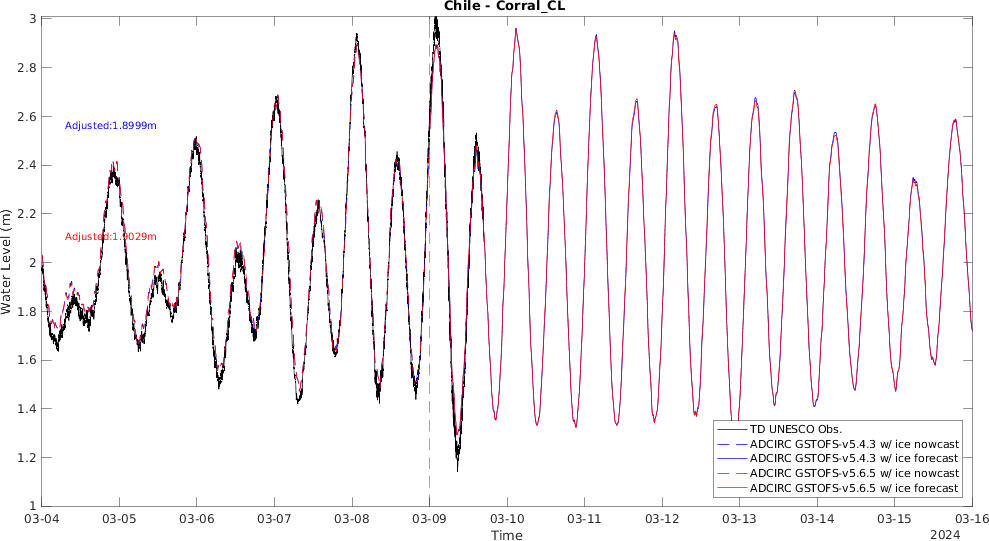 Chile - Corral_CL
3
2.8
2.6
2.4
2.2
2
1.8
1.6
1.4
1.2
1
Water Level (m)
Adjusted:1.8999m
Adjusted:1.9029m
TD UNESCO Obs.
ADCIRC GSTOFS-v5.4.3 w/ ice nowcast
ADCIRC GSTOFS-v5.4.3 w/ ice forecast
ADCIRC GSTOFS-v5.6.5 w/ ice nowcast
ADCIRC GSTOFS-v5.6.5 w/ ice forecast
03-04 03-05 03-06 03-07 03-08 03-09 03-10 03-11 03-12 03-13 03-14 03-15 03-16
Time
2024